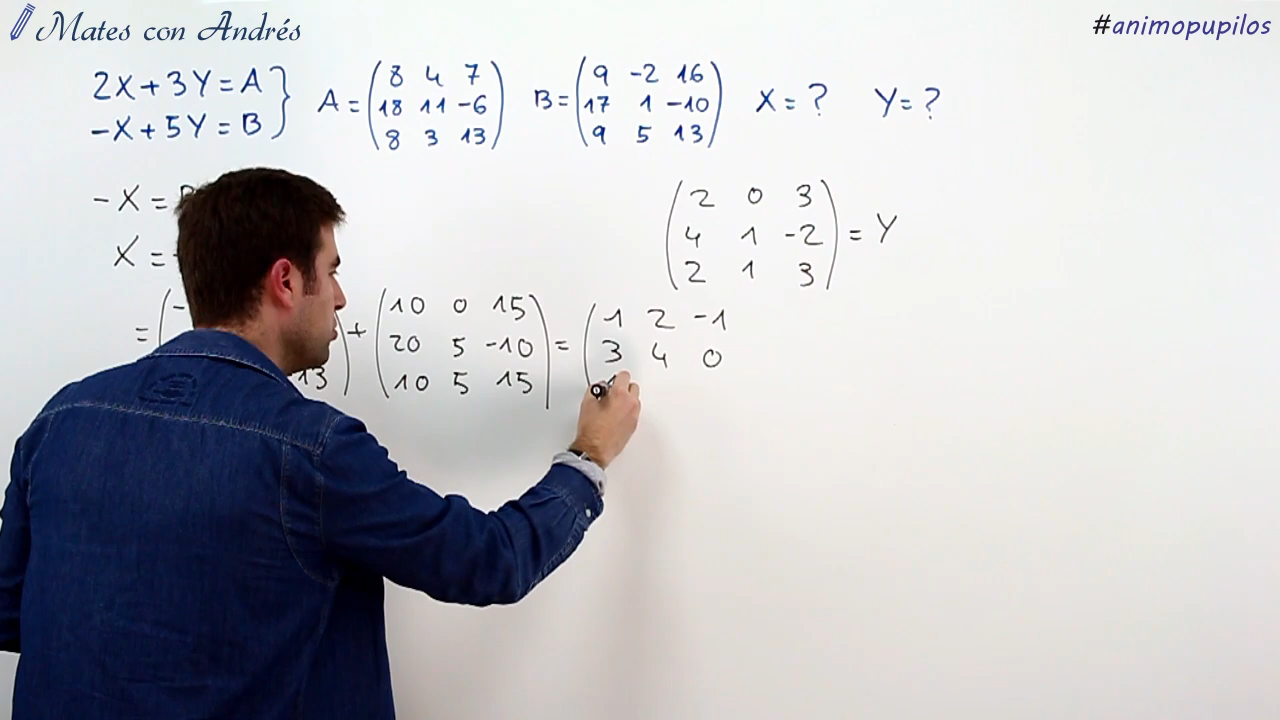 Mates con Andrés
#animopupilos
2X+3Y=A
-X+5Y=B
A=
8 4 7
18 11 -6
8 3 13
B=
9 -2 16
17 1 -10
9 5 13
X=?
Y=?
-X=
X=
2 0 3
4 1 -2
2 1 3
=Y
=
-
-13
+
10 0 15
20 5 -10
10 5 15
=
1 2 -1
3 4 0
1